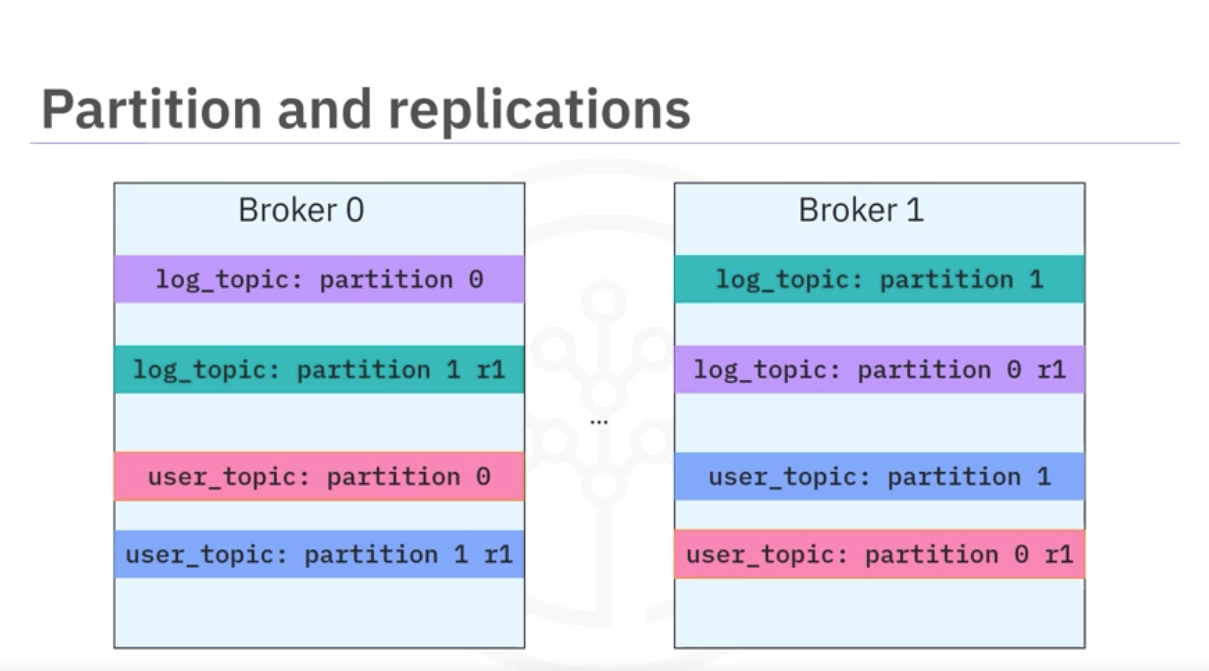 Partition and replications
Broker 0
log_topic: partition 0
log_topic: partition 1 r1
user_topic: partition 0
user_topic: partition 1 r1
...
Broker 1
log_topic: partition 1
log_topic: partition 0 r1
user_topic: partition 1
user_topic: partition 0 r1